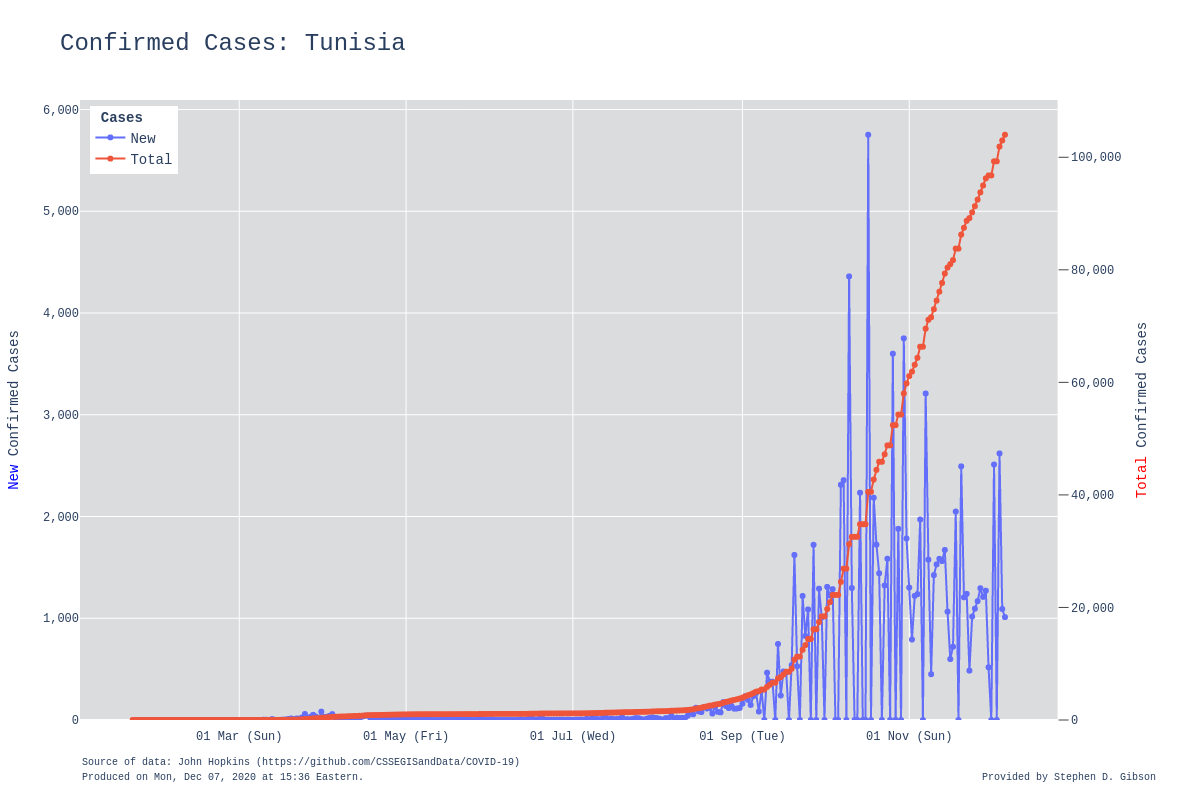 Confirmed Cases: Tunisia
Cases
New
Total
6,000
5,000
4,000
3,000
2,000
1,000
0
New Confirmed Cases
100,000
80,000
60,000
40,000
20,000
0
Total Confirmed Cases
01 Mar (Sun) 01 May (Fri) 01 Jul (Wed) 01 Sep (Tue) 01 Nov (Sun)
Source of data: John Hopkins (https://github.com/CSSEGISandData/COVID-19)
Produced on Mon, Dec 07, 2020 at 15:36 Eastern.
Provided by Stephen D. Gibson